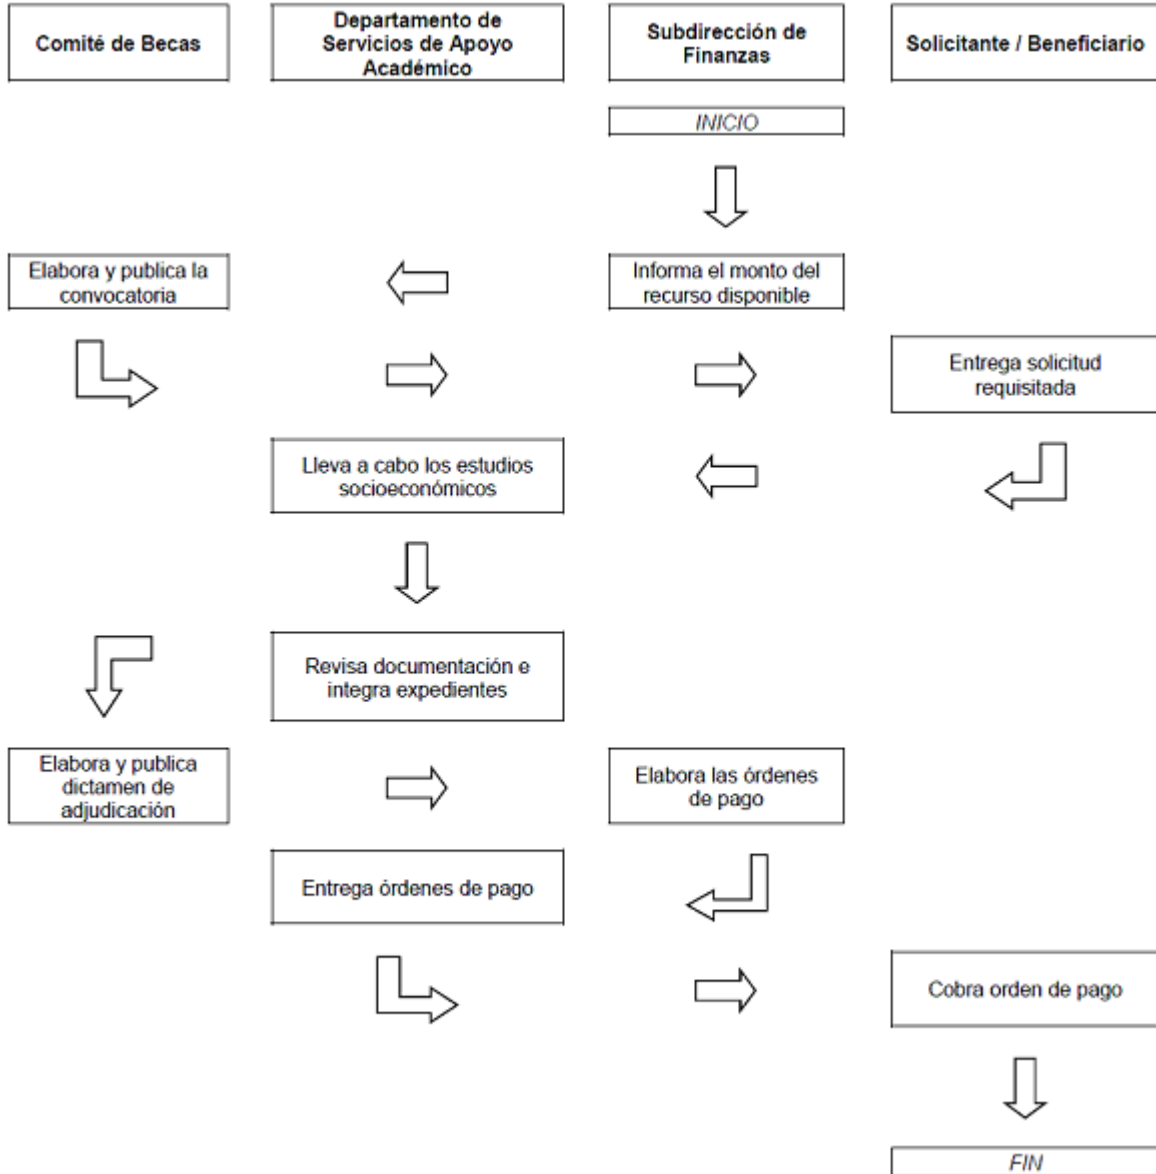 Comité de Becas
Departamento de
Servicios de Apoyo
Académico
Subdirección de
Finanzas
Solicitante / Beneficiario
INICIO
Elabora y publica la
convocatoria
Informa el monto del
recurso disponible
Entrega solicitud
requisitada
Lleva a cabo los estudios
socioeconómicos
Revisa documentación e
integra expedientes
Elabora y publica
dictamen de
adjudicación
Elabora las órdenes
de pago
Entrega órdenes de pago
Cobra orden de pago
FIN